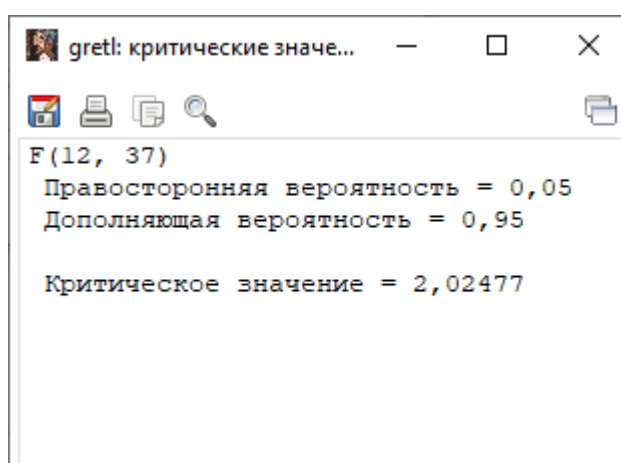 gretl: критические значе...
F(12, 37)
Правосторонняя вероятность = 0,05
Дополняющая вероятность = 0,95
Критическое значение = 2,02477